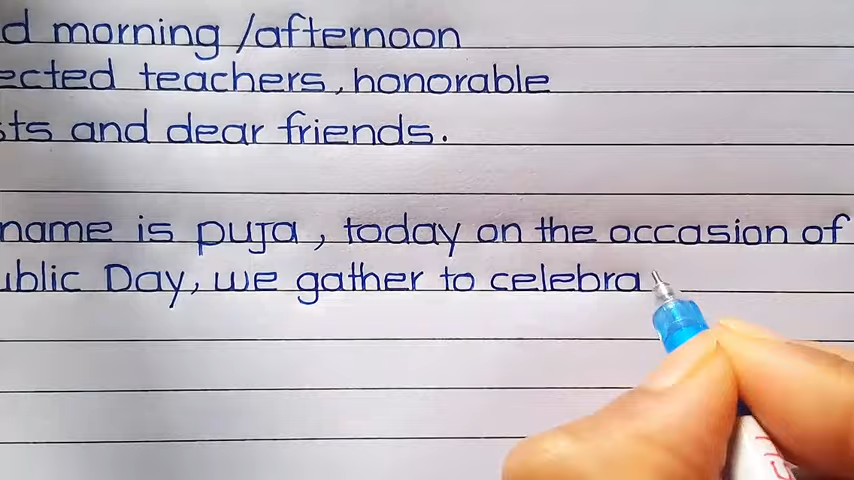 d morning /afternoon
ected teachers, honorable
sts and dear friends.
name is puja, today on the occasion of
ublic Day, we gather to celebra